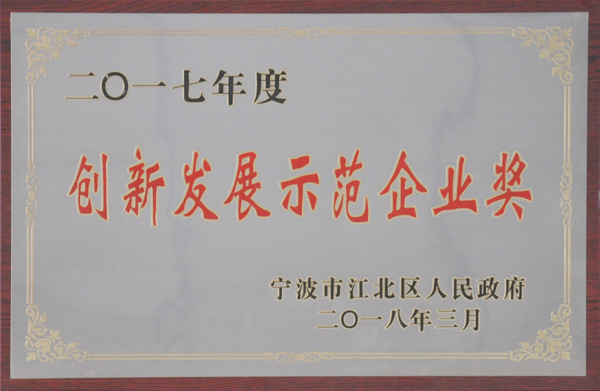 二〇一七年度
创新发展示范企业奖
宁波市江北区人民政府
二〇一八年三月